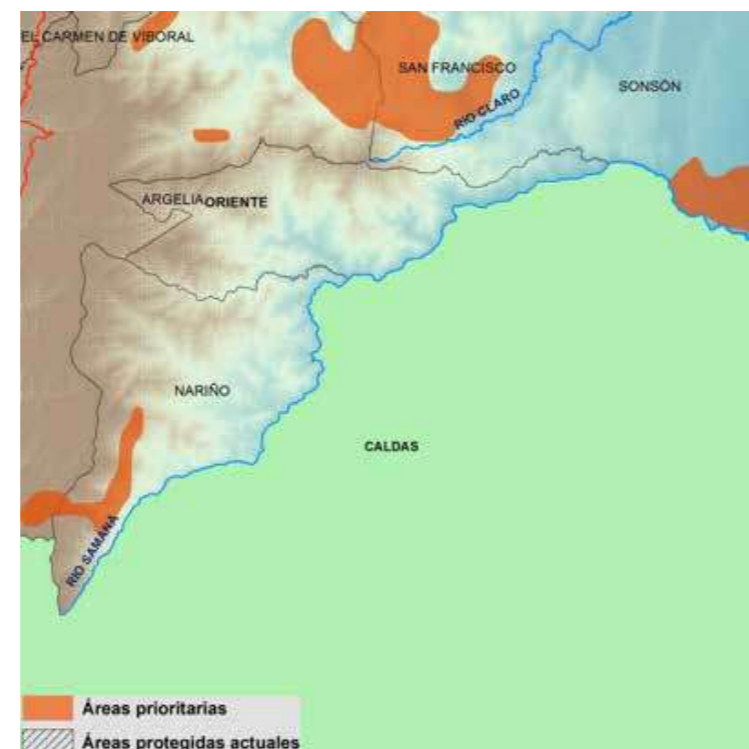 EL CARMEN DE VIBORAL
SAN FRANCISCO
SONSÓN
RIO CLARO
ARGELIA ORIENTE
NARIÑO
CALDAS
RIO SAMANÁ
Áreas prioritarias
Áreas protegidas actuales